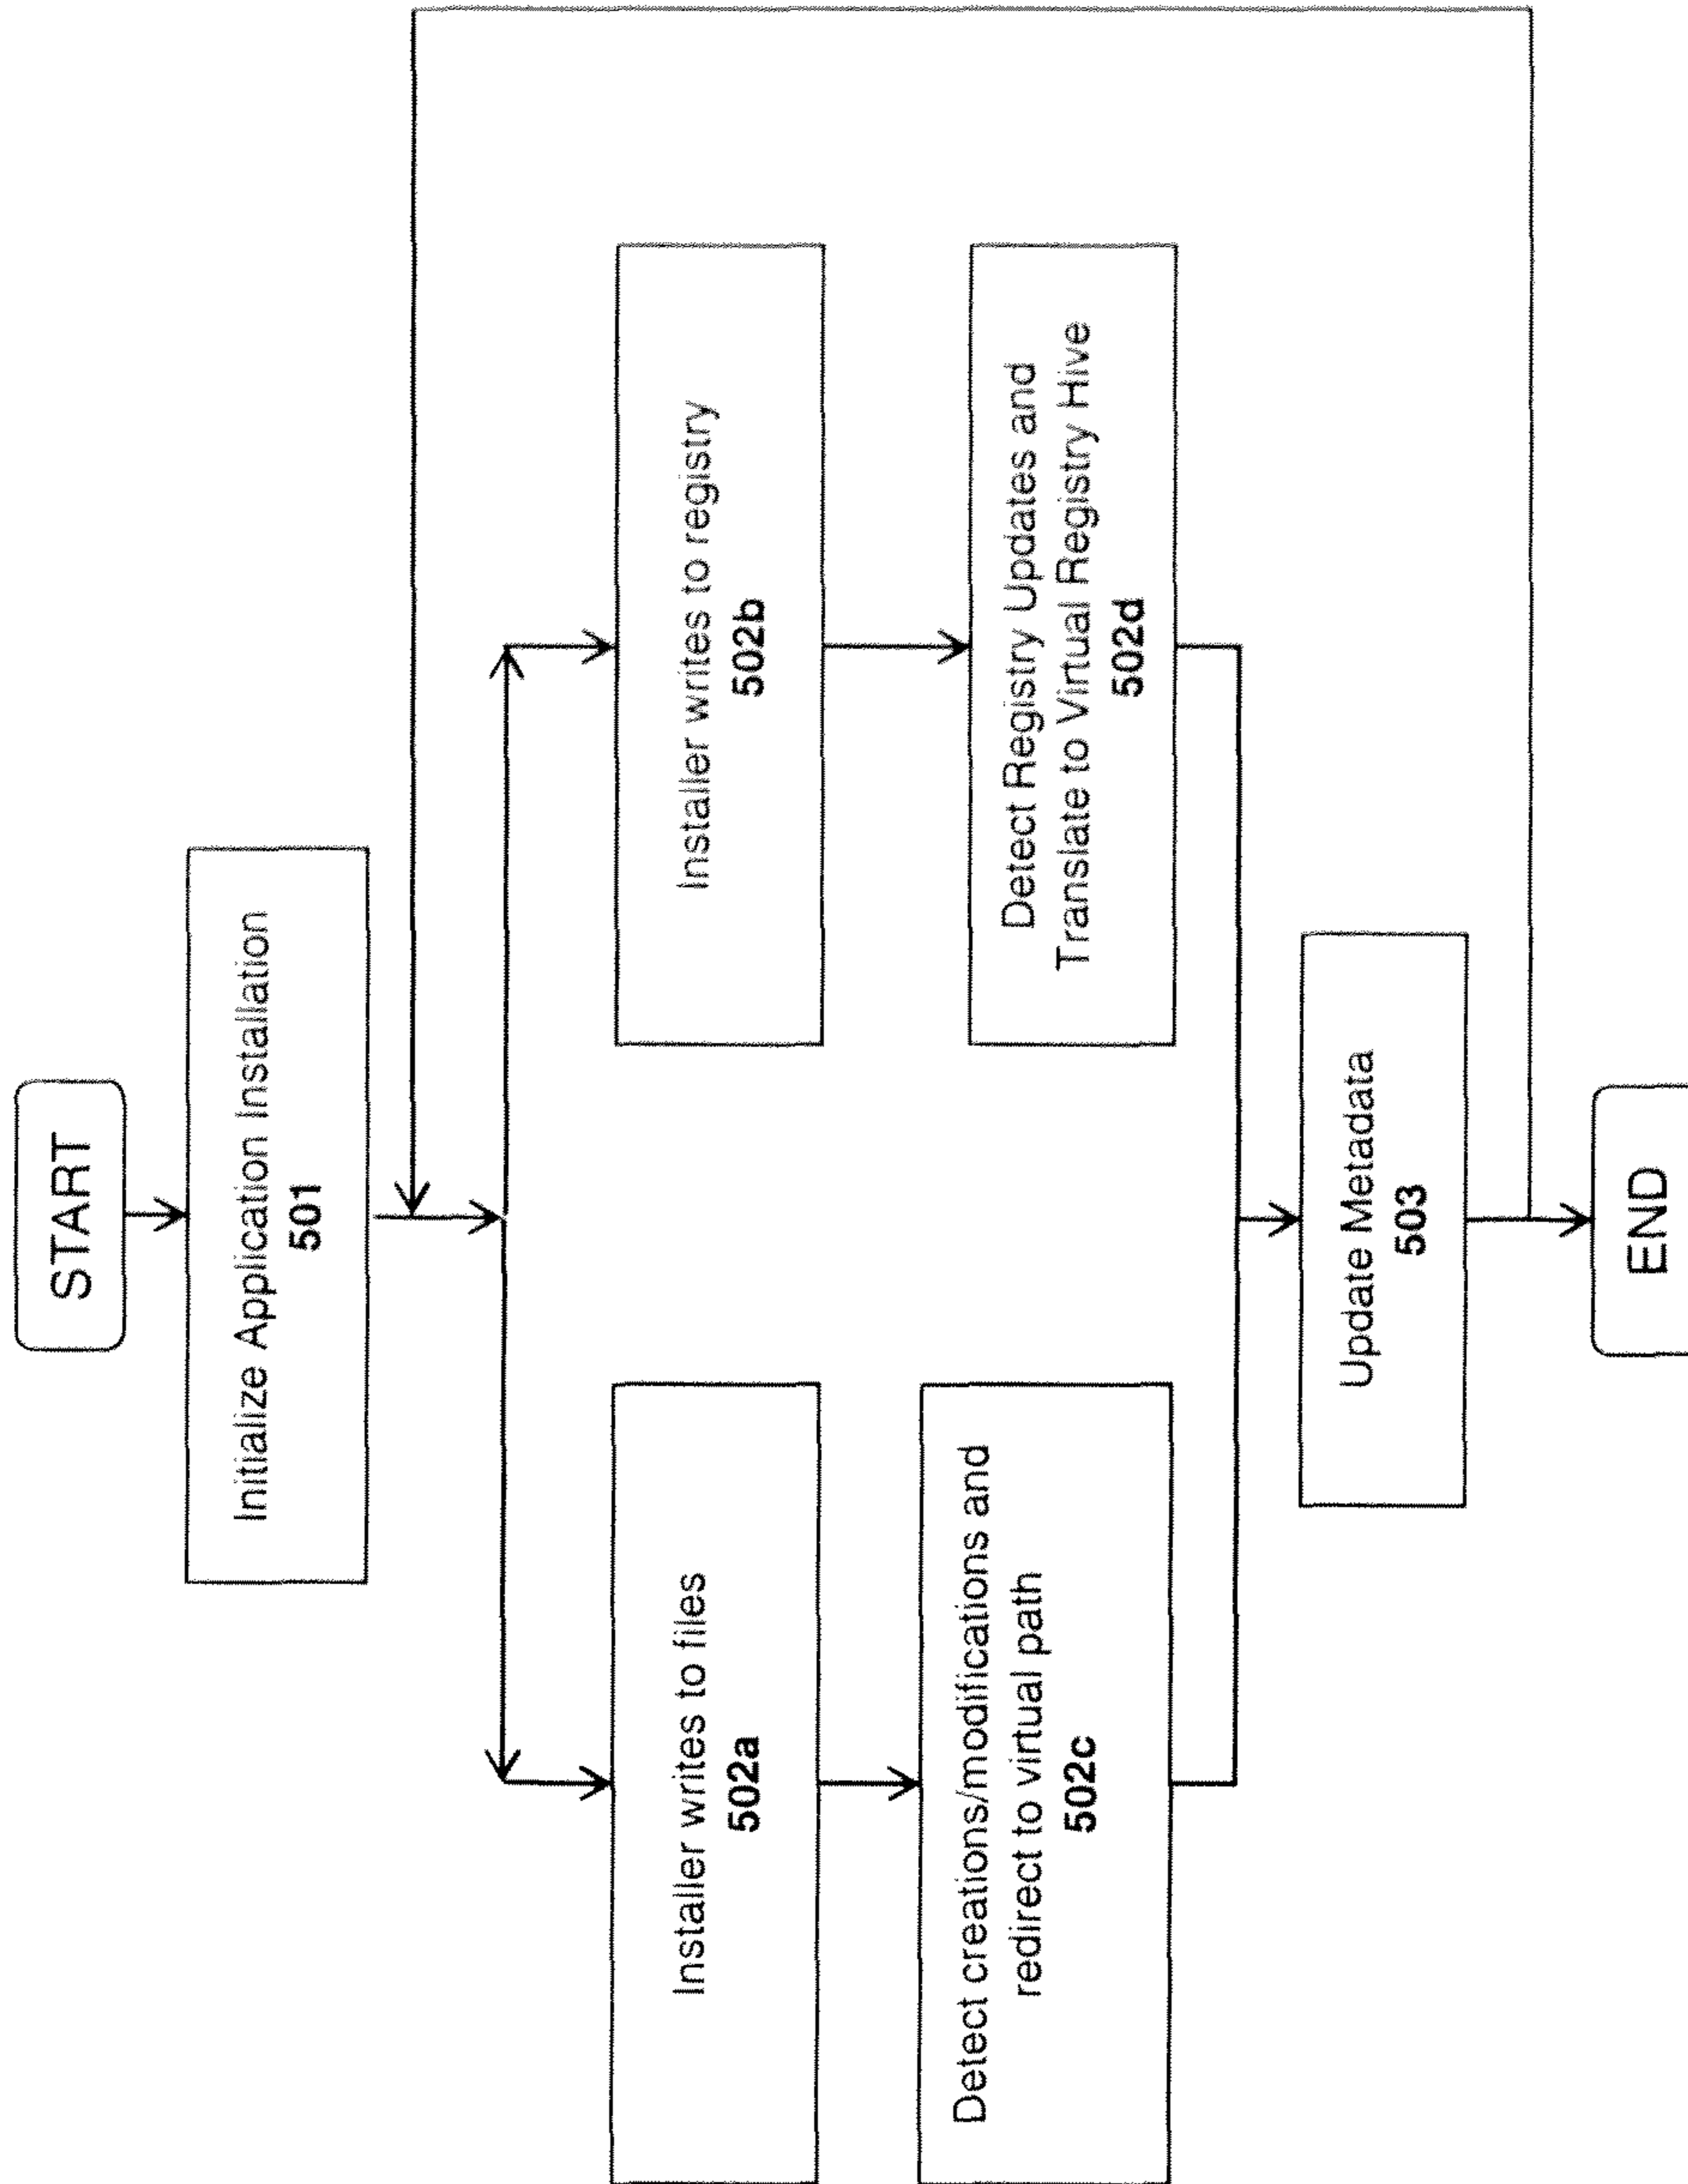 START
Initialize Application Installation
501
Installer writes to files
502a
Installer writes to registry
502b
Detect creations/modifications and
redirect to virtual path
502c
Detect Registry Updates and
Translate to Virtual Registry Hive
502d
Update Metadata
503
END